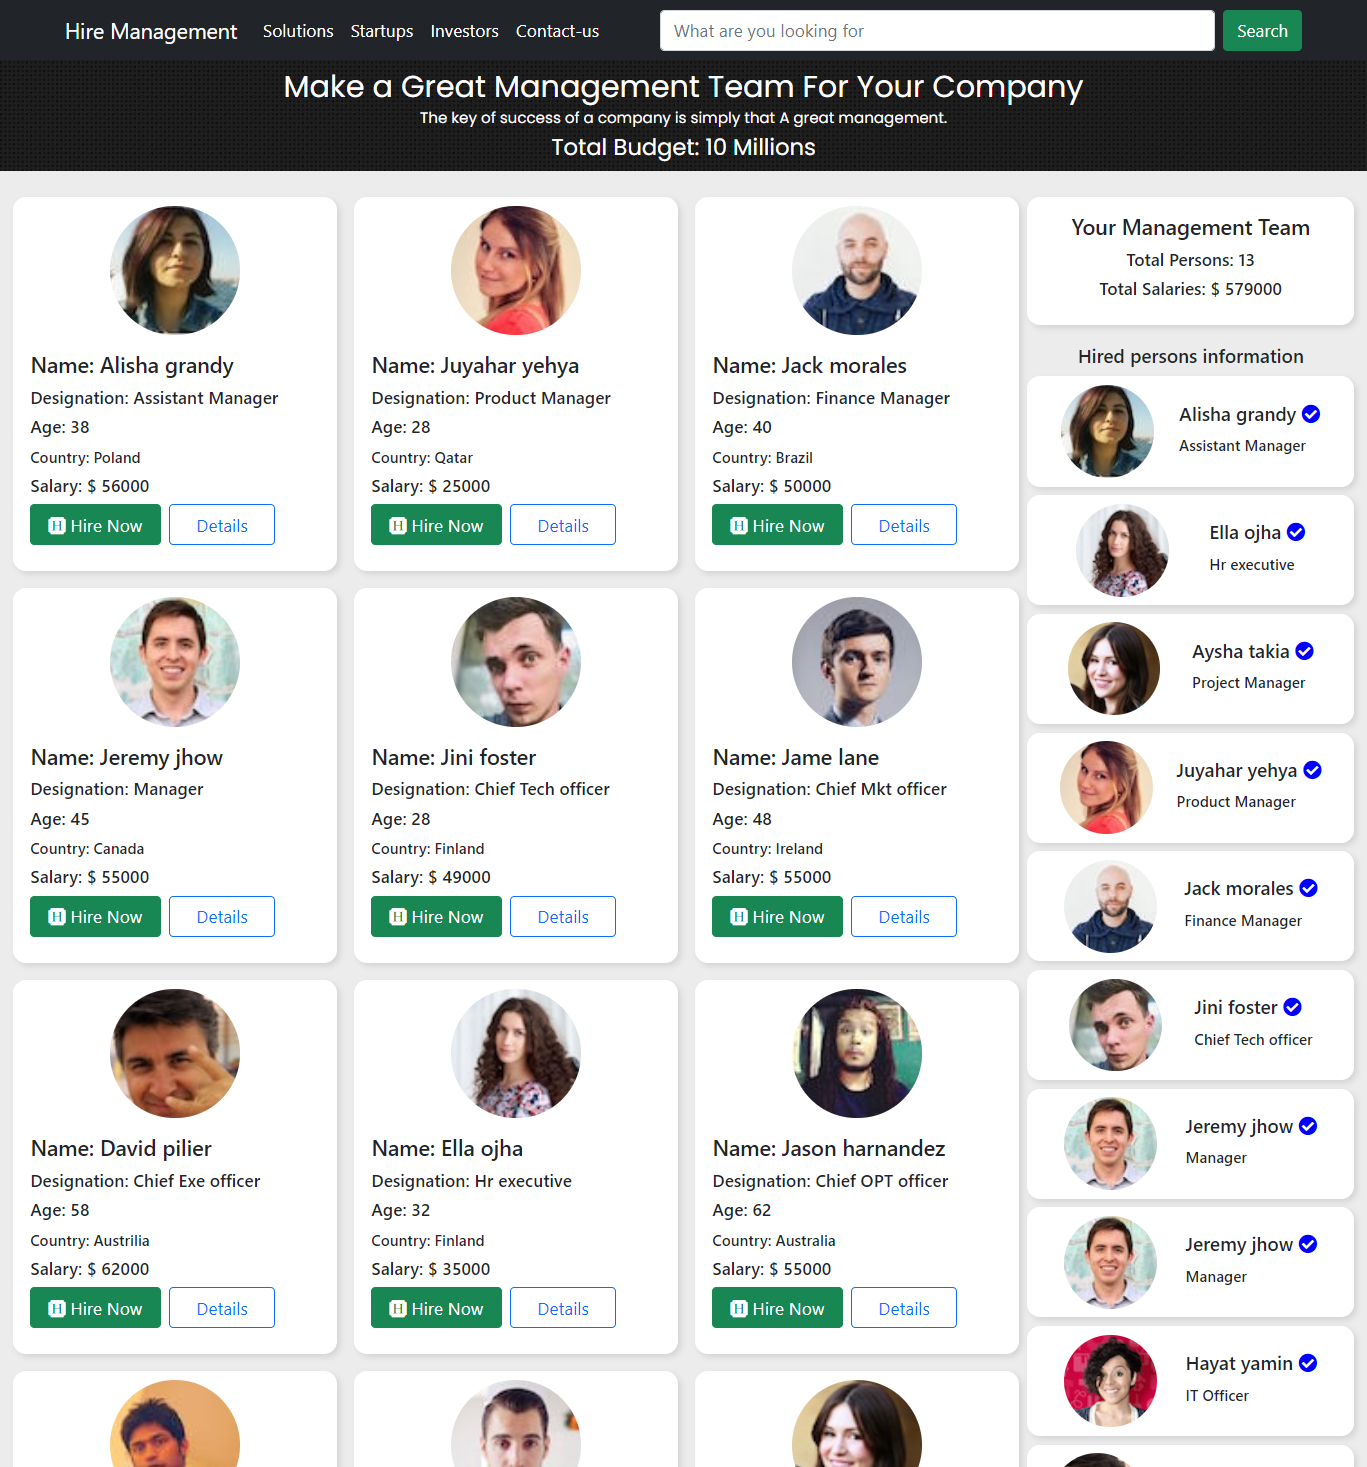 Hire Management
Solutions
Startups
Investors
Contact-us
What are you looking for
Search
Make a Great Management Team For Your Company
The key of success of a company is simply that A great management.
Total Budget: 10 Millions
Name: Alisha grandy
Designation: Assistant Manager
Age: 38
Country: Poland
Salary: $ 56000
H Hire Now
Details
Name: Juyahar yehya
Designation: Product Manager
Age: 28
Country: Qatar
Salary: $ 25000
H Hire Now
Details
Name: Jack morales
Designation: Finance Manager
Age: 40
Country: Brazil
Salary: $ 50000
H Hire Now
Details
Name: Jeremy jhow
Designation: Manager
Age: 45
Country: Canada
Salary: $ 55000
H Hire Now
Details
Name: Jini foster
Designation: Chief Tech officer
Age: 28
Country: Finland
Salary: $ 49000
H Hire Now
Details
Name: Jame lane
Designation: Chief Mkt officer
Age: 48
Country: Ireland
Salary: $ 55000
H Hire Now
Details
Name: David pilier
Designation: Chief Exe officer
Age: 58
Country: Austrilia
Salary: $ 62000
H Hire Now
Details
Name: Ella ojha
Designation: Hr executive
Age: 32
Country: Finland
Salary: $ 35000
H Hire Now
Details
Name: Jason harnandez
Designation: Chief OPT officer
Age: 62
Country: Australia
Salary: $ 55000
H Hire Now
Details
Your Management Team
Total Persons: 13
Total Salaries: $ 579000
Hired persons information
Alisha grandy
Assistant Manager
Ella ojha
Hr executive
Aysha takia
Project Manager
Juyahar yehya
Product Manager
Jack morales
Finance Manager
Jini foster
Chief Tech officer
Jeremy jhow
Manager
Jeremy jhow
Manager
Hayat yamin
IT Officer